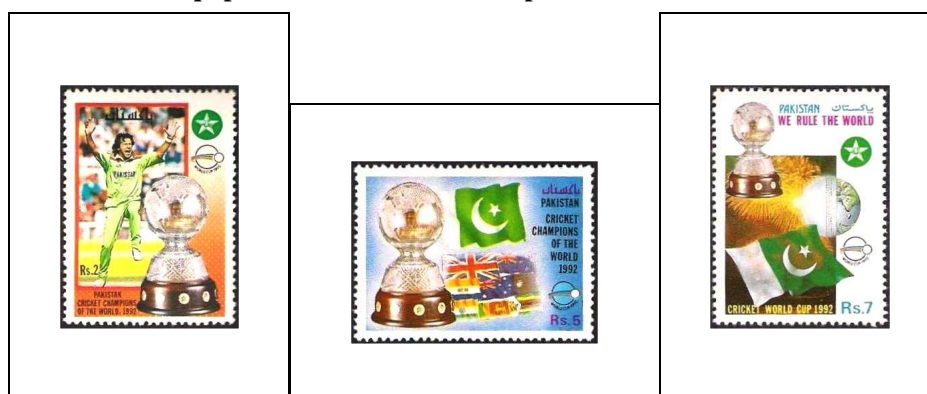 پاکستان
PAKISTAN
Rs.2
PAKISTAN
CRICKET CHAMPIONS
OF THE WORLD, 1992
پاکستان
PAKISTAN
CRICKET
CHAMPIONS
OF THE
WORLD
1992
Rs.5
PAKISTAN پاکستان
WE RULE THE WORLD
CRICKET WORLD CUP 1992 Rs.7